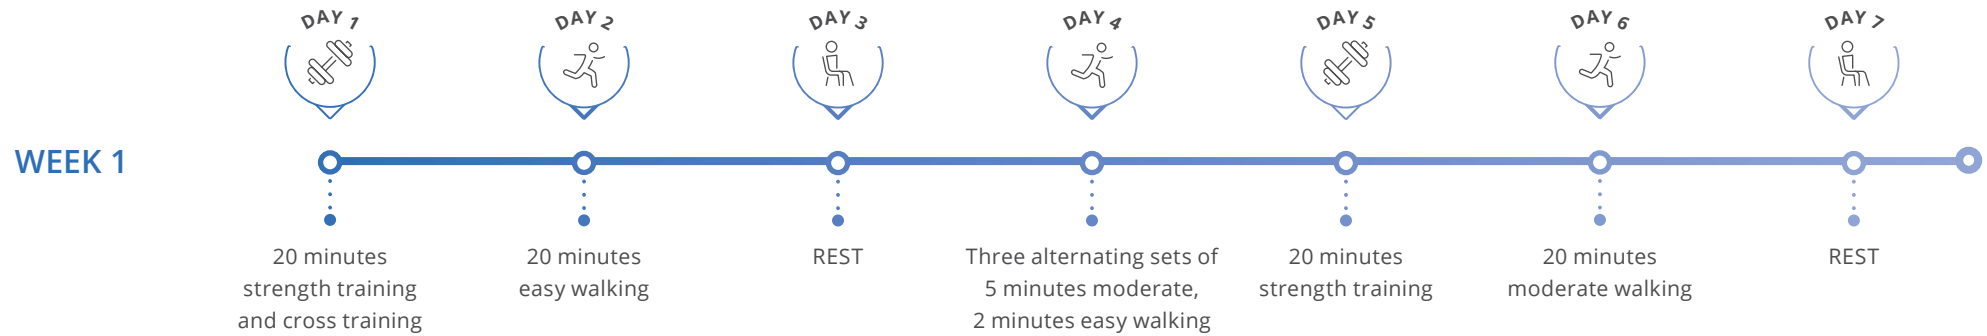 DAY 1
DAY 2
DAY 3
DAY 4
DAY 5
DAY 6
DAY 7
WEEK 1
20 minutes
strength training
and cross training
20 minutes
easy walking
REST
Three alternating sets of
5 minutes moderate,
2 minutes easy walking
20 minutes
strength training
20 minutes
moderate walking
REST